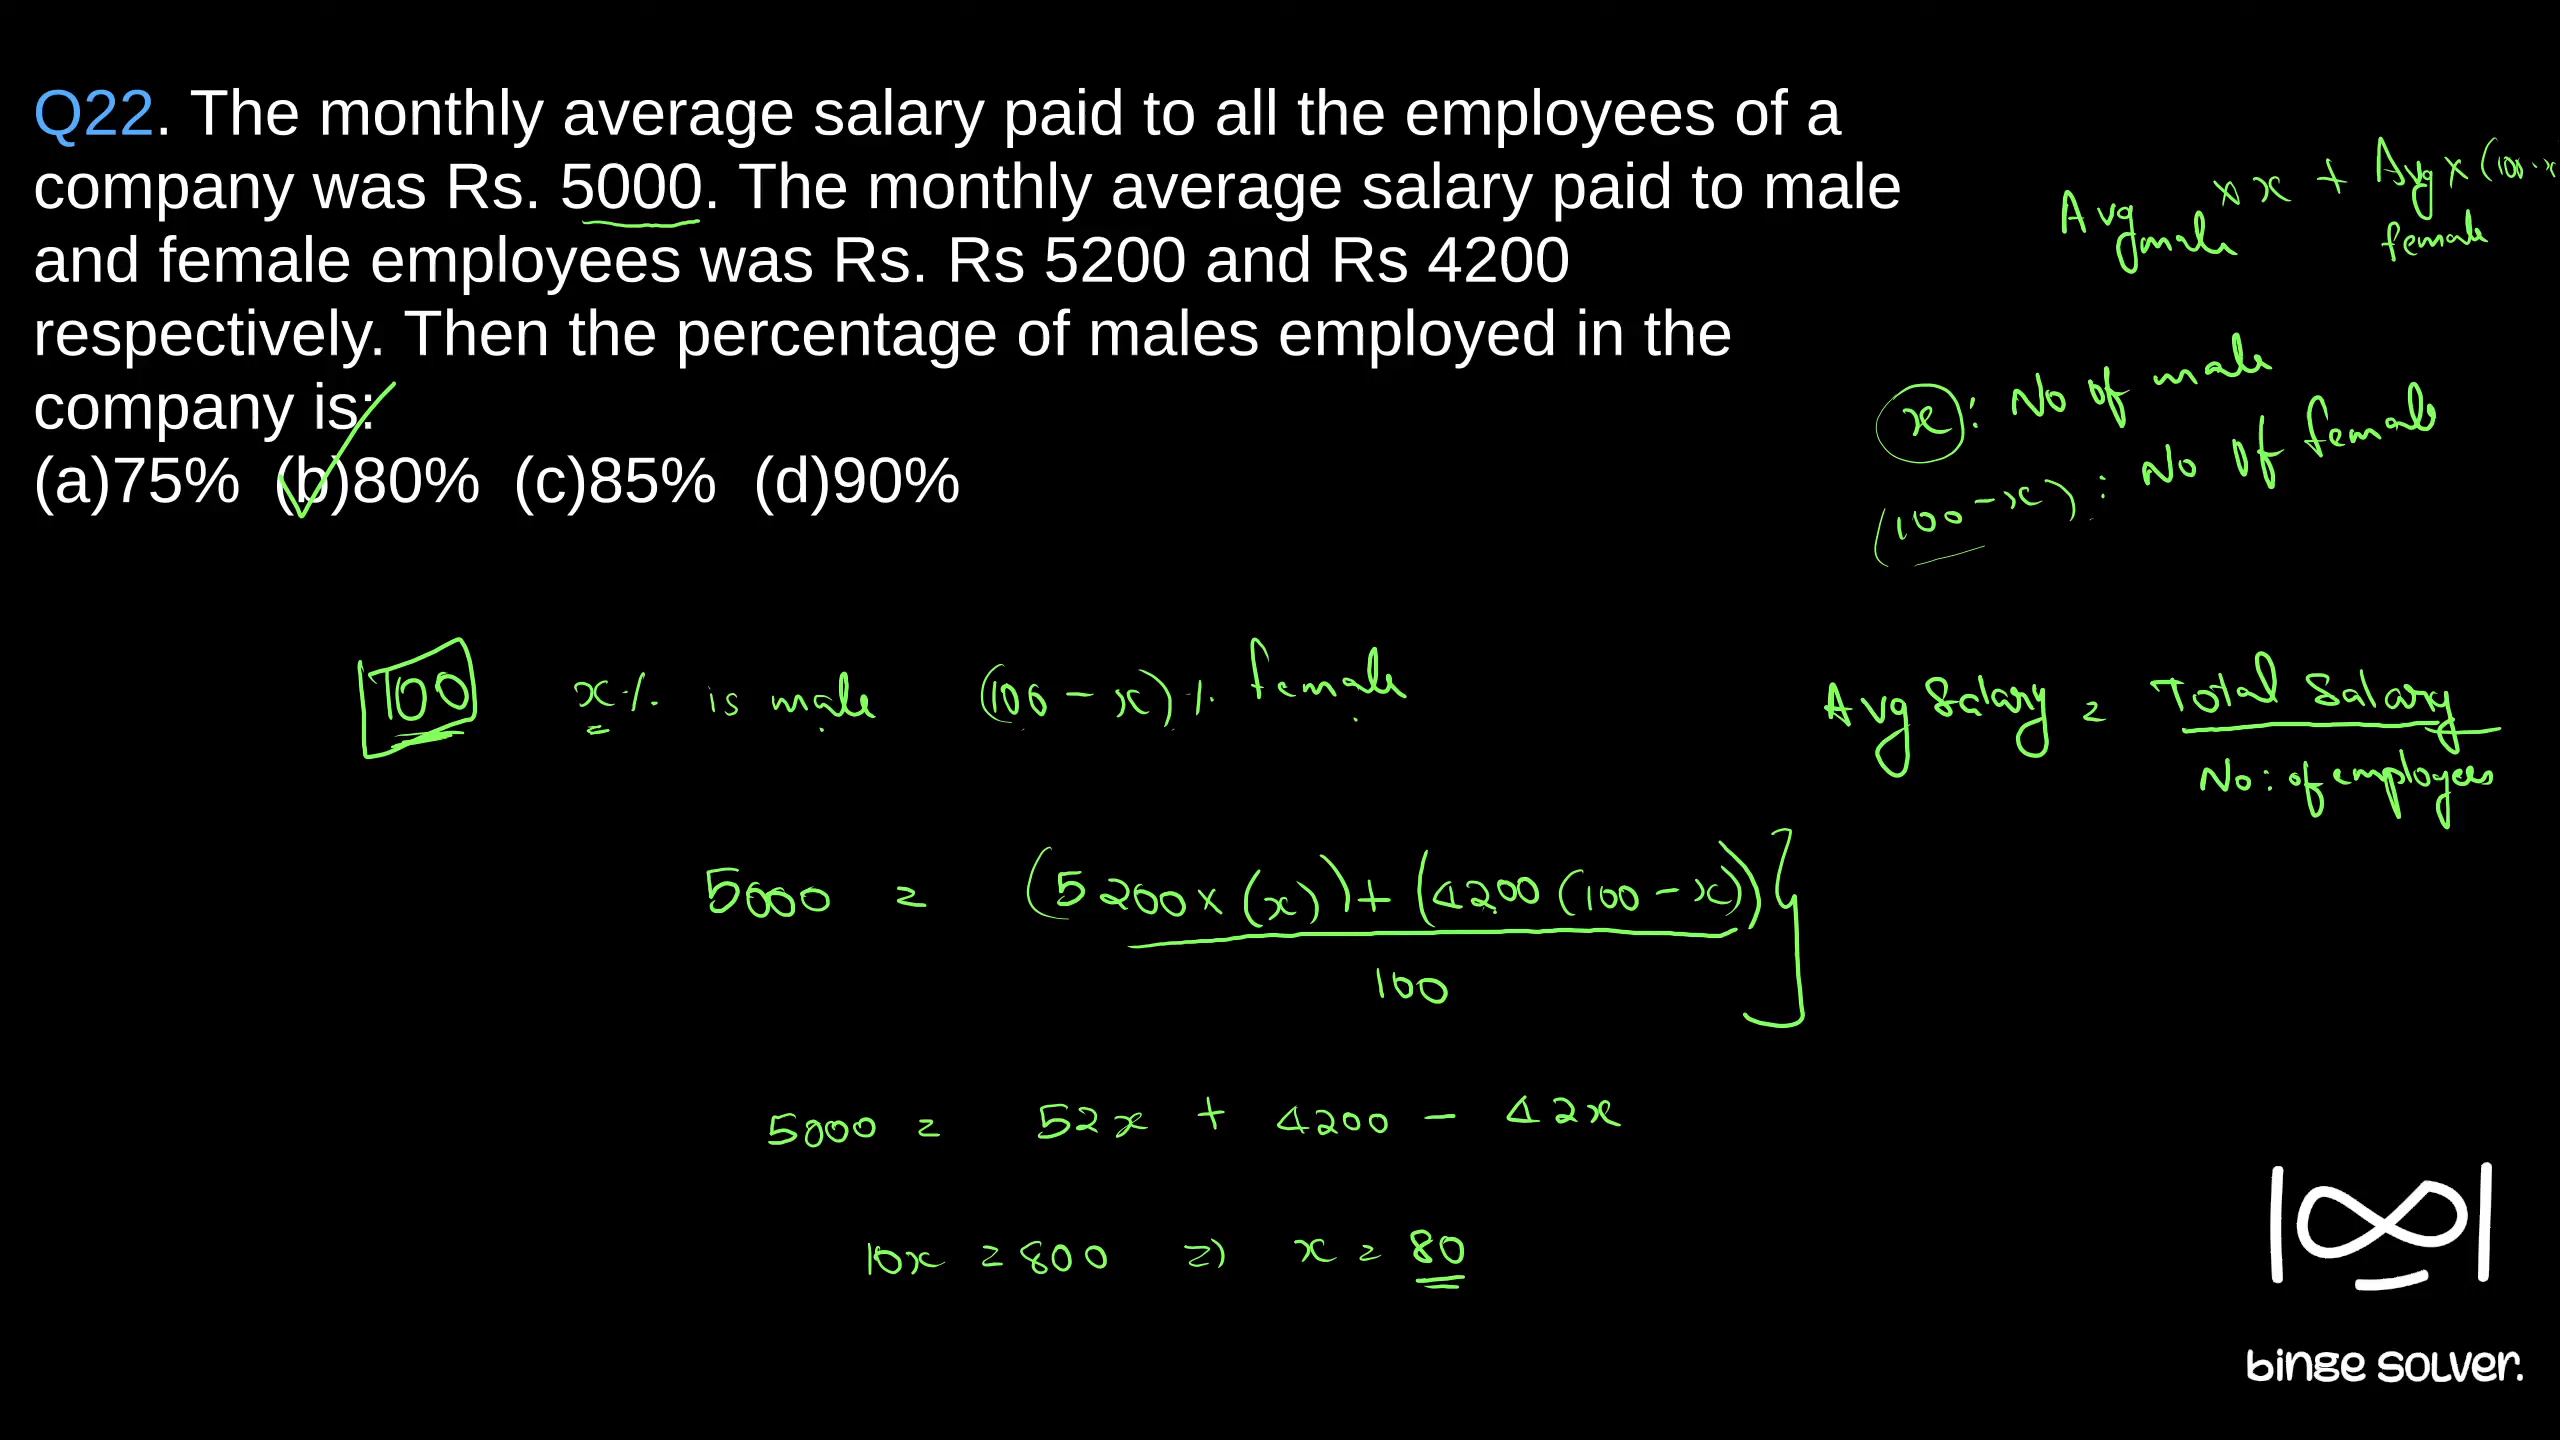 Q22. The monthly average salary paid to all the employees of a
company was Rs. 5000. The monthly average salary paid to male
and female employees was Rs. Rs 5200 and Rs 4200
respectively. Then the percentage of males employed in the
company is:
(a)75% (b)80% (c)85% (d)90%
Avg male × x + Avg female × (100-x
x : No of male
(100-x) : No of female
100 x% is male (100-x)% female
Avg Salary = Total Salary
No: of employees
5000 = (5200×(x))+(4200(100-x))}
100
5000 = 52x + 4200 - 42x
10x = 800 => x = 80
binge solver.